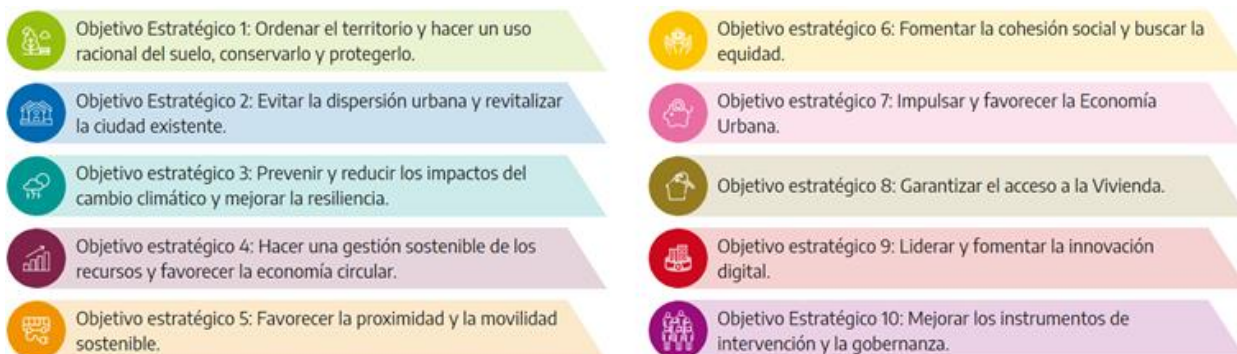 Objetivo Estratégico 1: Ordenar el territorio y hacer un uso
racional del suelo, conservarlo y protegerlo.
Objetivo Estratégico 2: Evitar la dispersión urbana y revitalizar
la ciudad existente.
Objetivo estratégico 3: Prevenir y reducir los impactos del
cambio climático y mejorar la resiliencia.
Objetivo estratégico 4: Hacer una gestión sostenible de los
recursos y favorecer la economía circular.
Objetivo estratégico 5: Favorecer la proximidad y la movilidad
sostenible.
Objetivo estratégico 6: Fomentar la cohesión social y buscar la
equidad.
Objetivo estratégico 7: Impulsar y favorecer la Economía
Urbana.
Objetivo estratégico 8: Garantizar el acceso a la Vivienda.
Objetivo estratégico 9: Liderar y fomentar la innovación
digital.
Objetivo Estratégico 10: Mejorar los instrumentos de
intervención y la gobernanza.